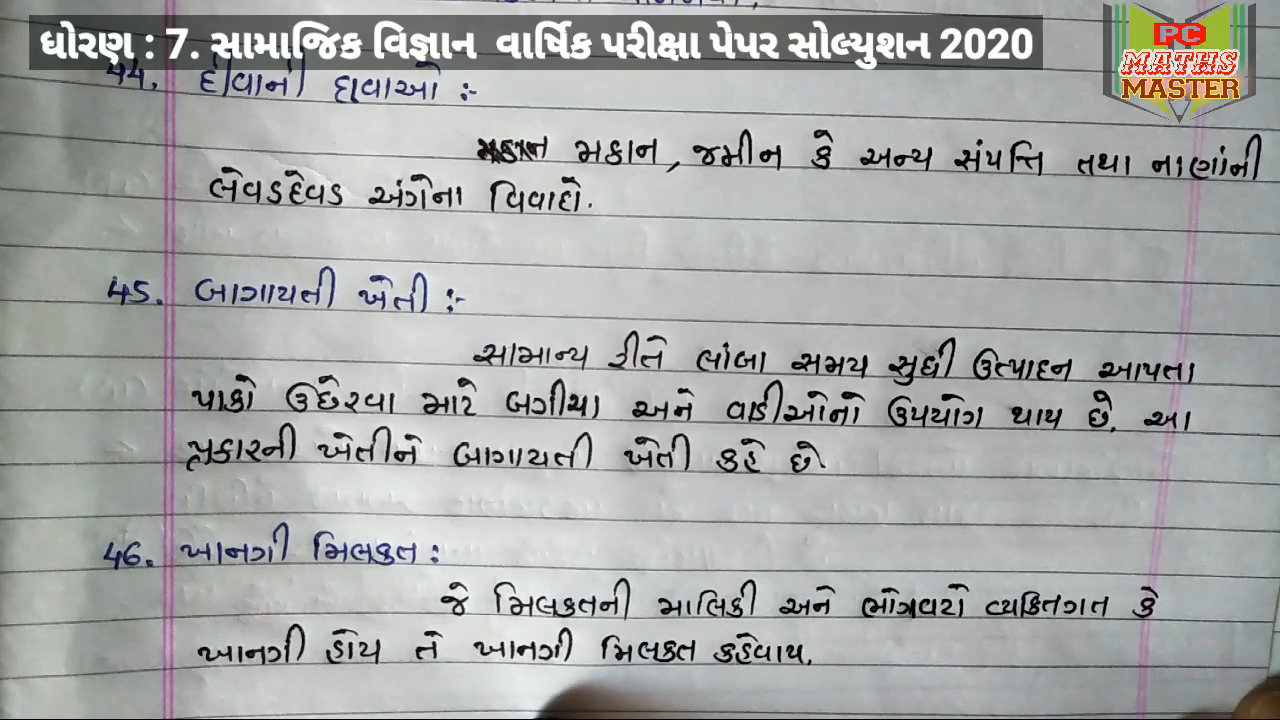 ધોરણ : 7. સામાજિક વિજ્ઞાન વાર્ષિક પરીક્ષા પેપર સોલ્યુશન 2020
PC
MATHS
MASTER
44. દીવાની દાવાઓ :-
મકાન, જમીન કે અન્ય સંપત્તિ તથા નાણાંની
લેવડદેવડ અંગેના વિવાદો.
45. બાગાયતી ખેતી :-
સામાન્ય રીતે લાંબા સમય સુધી ઉત્પાદન આપતા
પાકો ઉછેરવા માટે બગીચા અને વાડીઓનો ઉપયોગ થાય છે. આ
પ્રકારની ખેતીને બાગાયતી ખેતી કહે છે.
46. ખાનગી મિલકત :
જે મિલકતની માલિકી અને ભોગવટો વ્યકિતગત કે
ખાનગી હોય તે ખાનગી મિલકત કહેવાય.